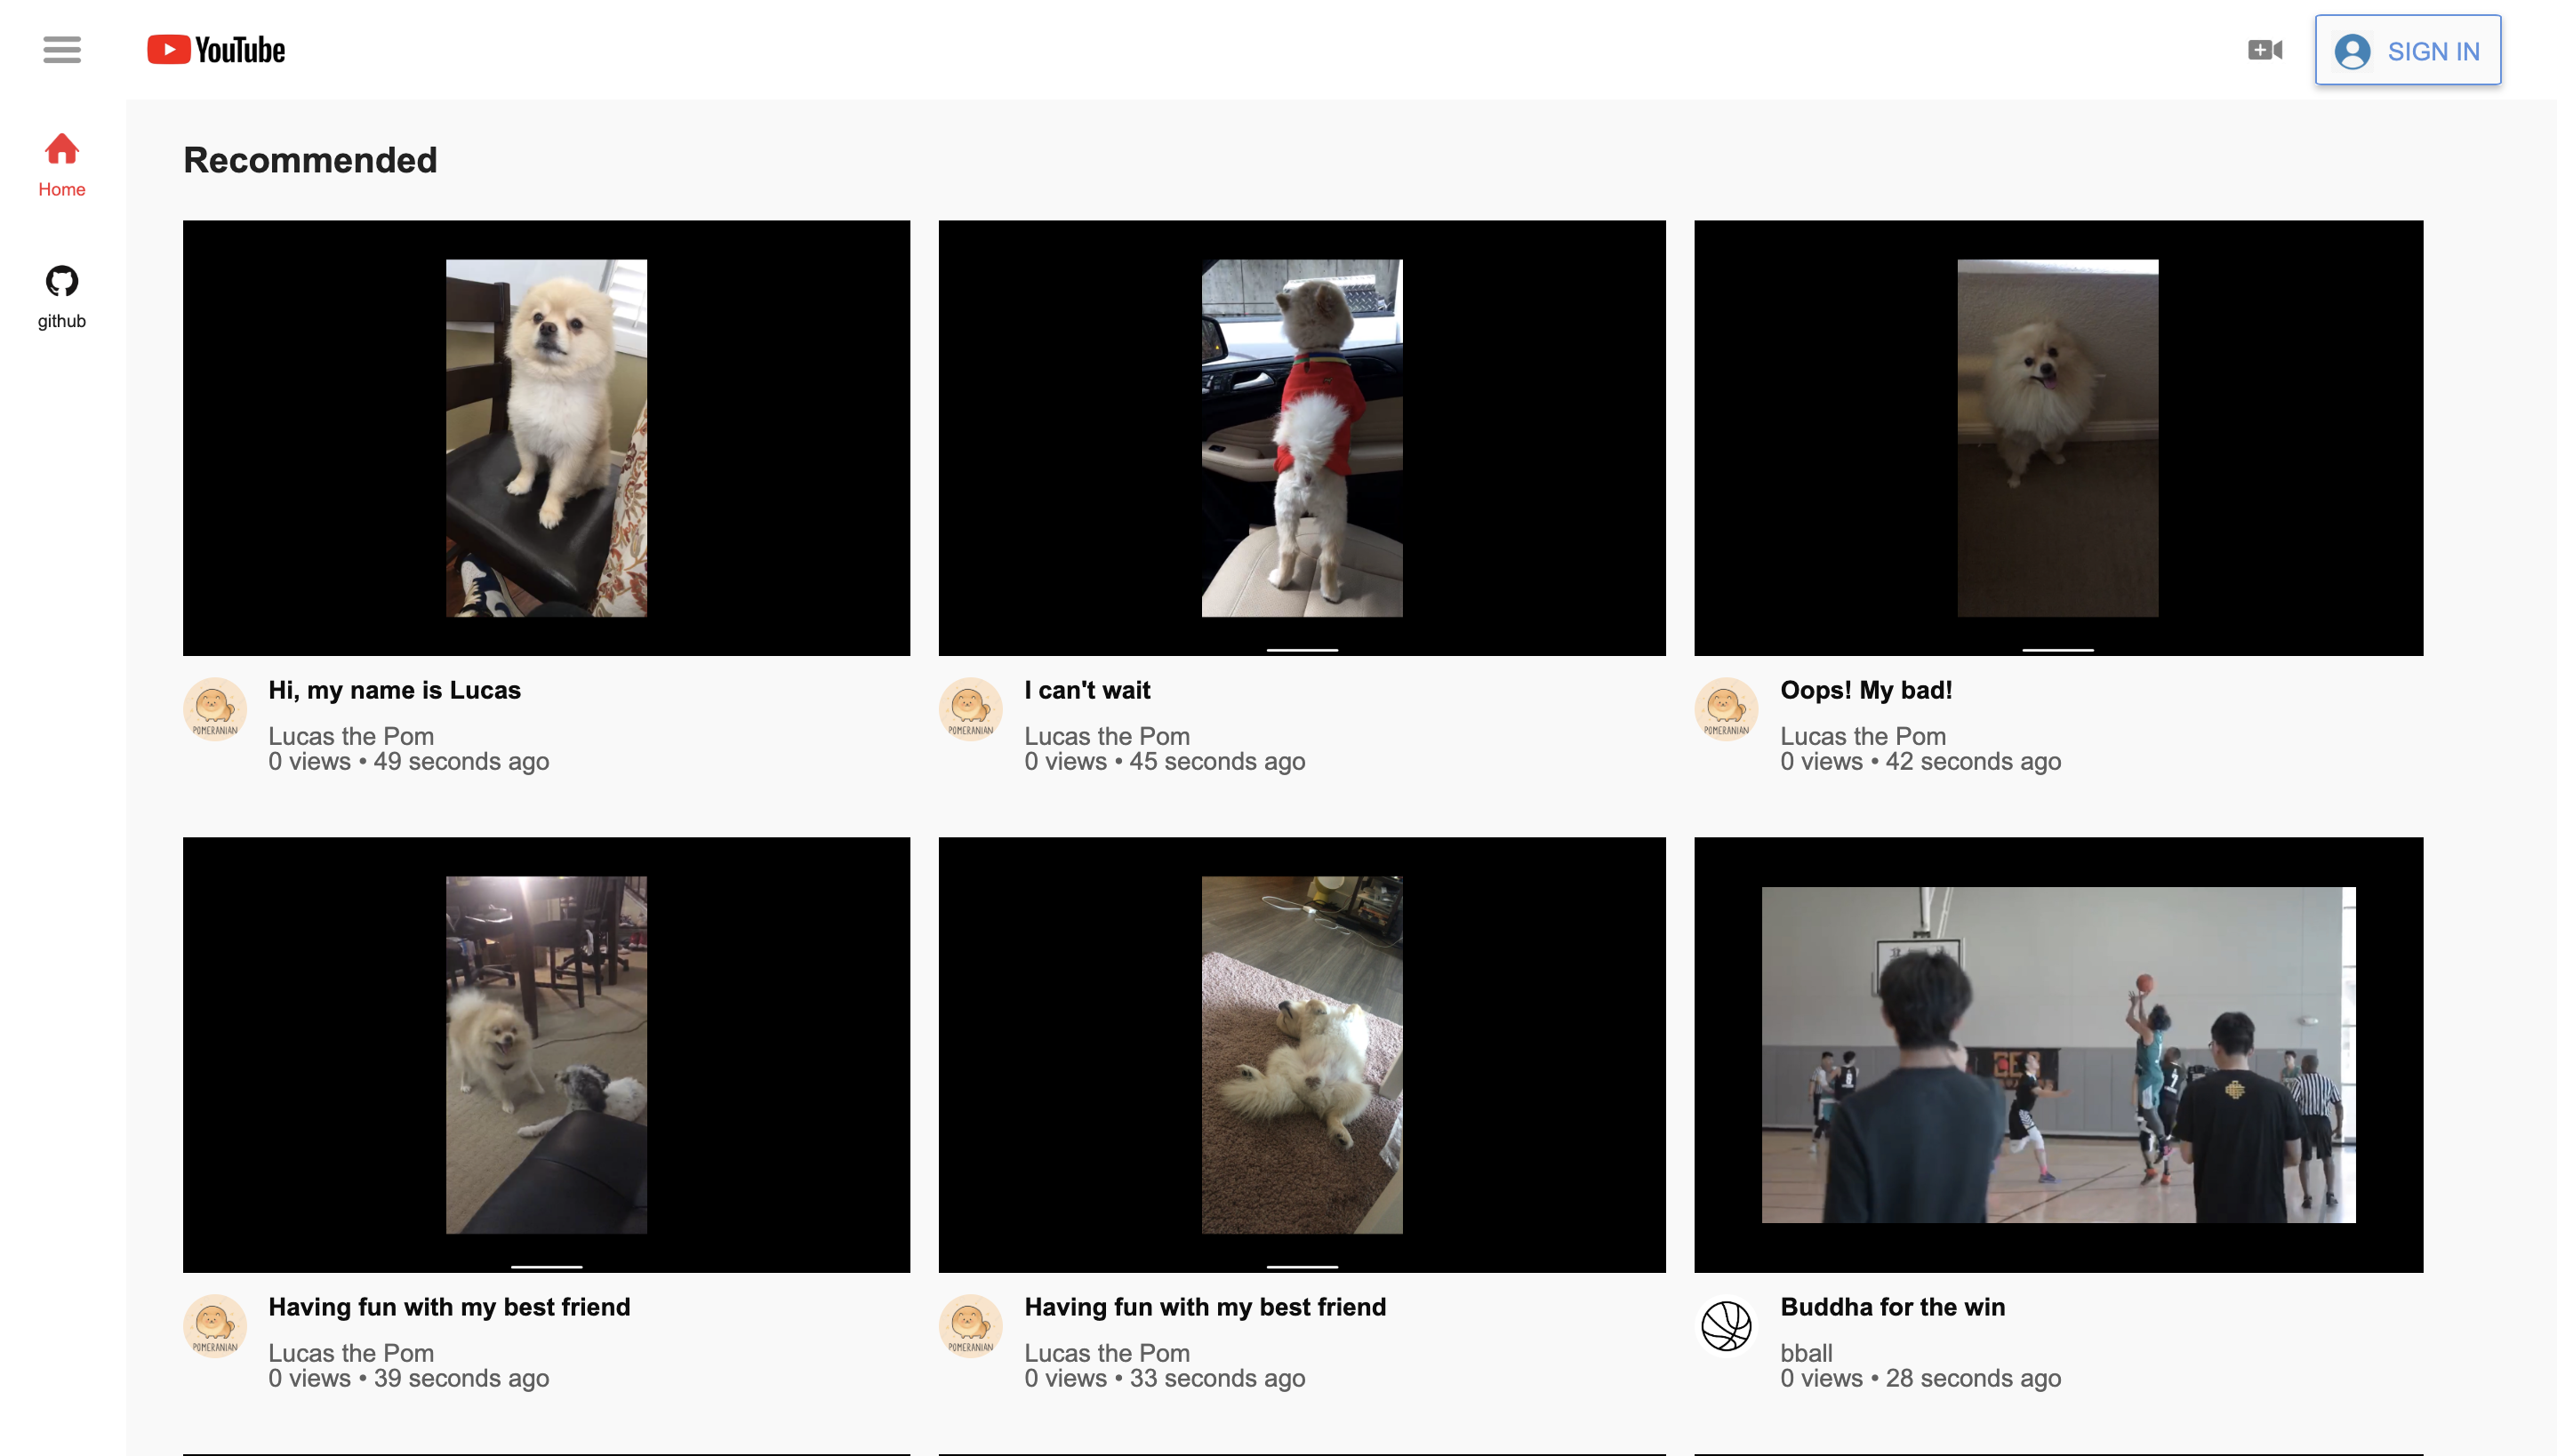 YouTube
SIGN IN
Home
github
Recommended
Hi, my name is Lucas
Lucas the Pom
0 views • 49 seconds ago
POMERANIAN
I can't wait
Lucas the Pom
0 views • 45 seconds ago
POMERANIAN
Oops! My bad!
Lucas the Pom
0 views • 42 seconds ago
POMERANIAN
Having fun with my best friend
Lucas the Pom
0 views • 39 seconds ago
POMERANIAN
Having fun with my best friend
Lucas the Pom
0 views • 33 seconds ago
POMERANIAN
Buddha for the win
bball
0 views • 28 seconds ago